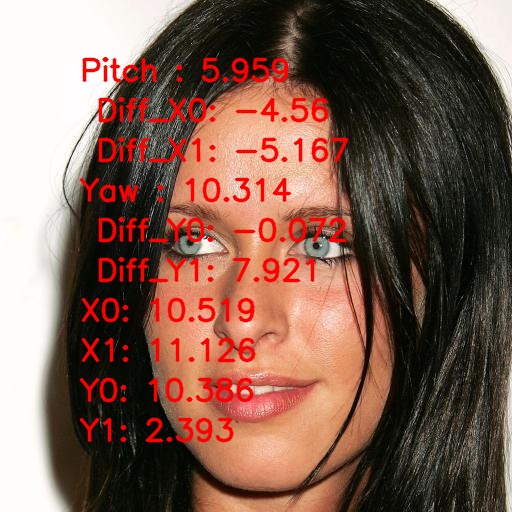 Pitch : 5.959
Diff_X0: -4.56
Diff_X1: -5.167
Yaw : 10.314
Diff_Y0: -0.072
Diff_Y1: 7.921
X0: 10.519
X1: 11.126
Y0: 10.386
Y1: 2.393